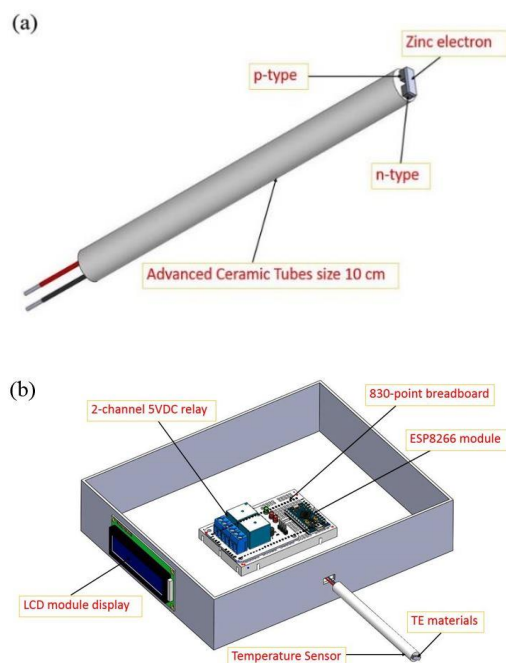 (a)
Zinc electron
p-type
n-type
Advanced Ceramic Tubes size 10 cm
(b)
830-point breadboard
2-channel 5VDC relay
ESP8266 module
LCD module display
TE materials
Temperature Sensor